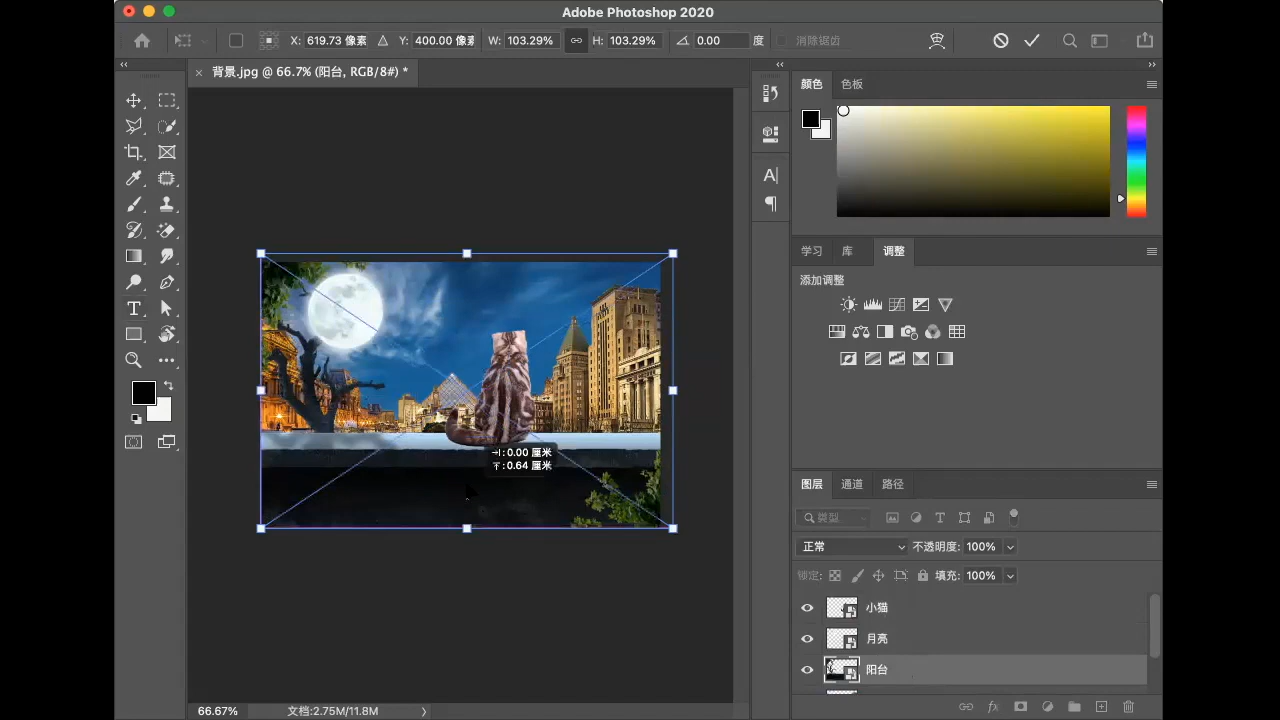 Adobe Photoshop 2020
X: 619.73 像素 Y: 400.00 像素 W: 103.29% H: 103.29% 0.00 度 消除锯齿
背景.jpg @ 66.7% (阳台, RGB/8#) *
颜色 色板
学习 库 调整
添加调整
0.00 厘米
0.64 厘米
图层 通道 路径
类型
正常 不透明度: 100%
锁定: 填充: 100%
小猫
月亮
阳台
66.67% 文档:2.75M/11.8M